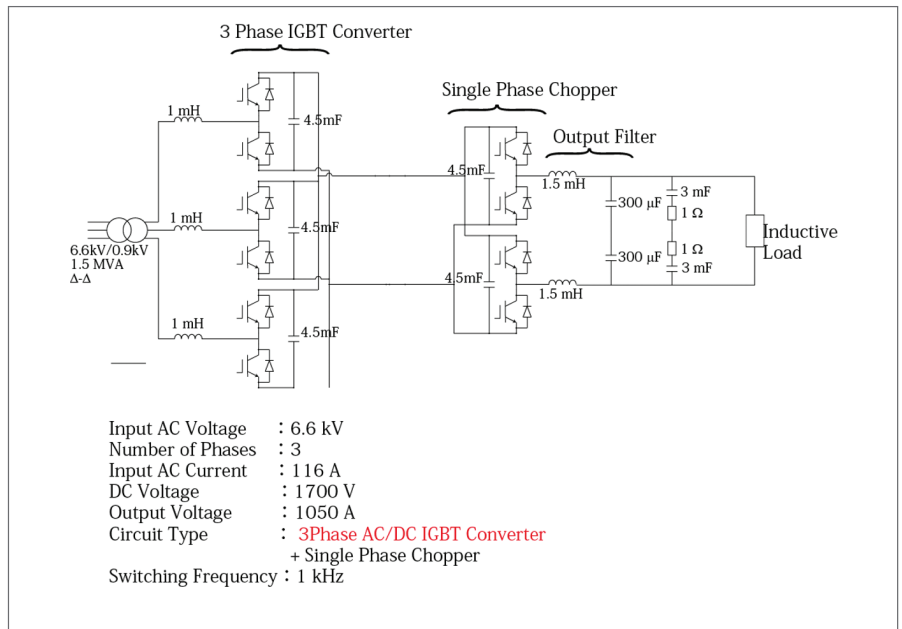 3 Phase IGBT Converter
Single Phase Chopper
Output Filter
1 mH
4.5mF
4.5mF
1.5 mH
3 mF
300 μF
1 Ω
1 mH
4.5mF
Inductive
Load
6.6kV/0.9kV
1.5 MVA
Δ-Δ
1 Ω
300 μF
3 mF
4.5mF
1.5 mH
1 mH
4.5mF
Input AC Voltage : 6.6 kV
Number of Phases : 3
Input AC Current : 116 A
DC Voltage : 1700 V
Output Voltage : 1050 A
Circuit Type : 3Phase AC/DC IGBT Converter
+ Single Phase Chopper
Switching Frequency : 1 kHz